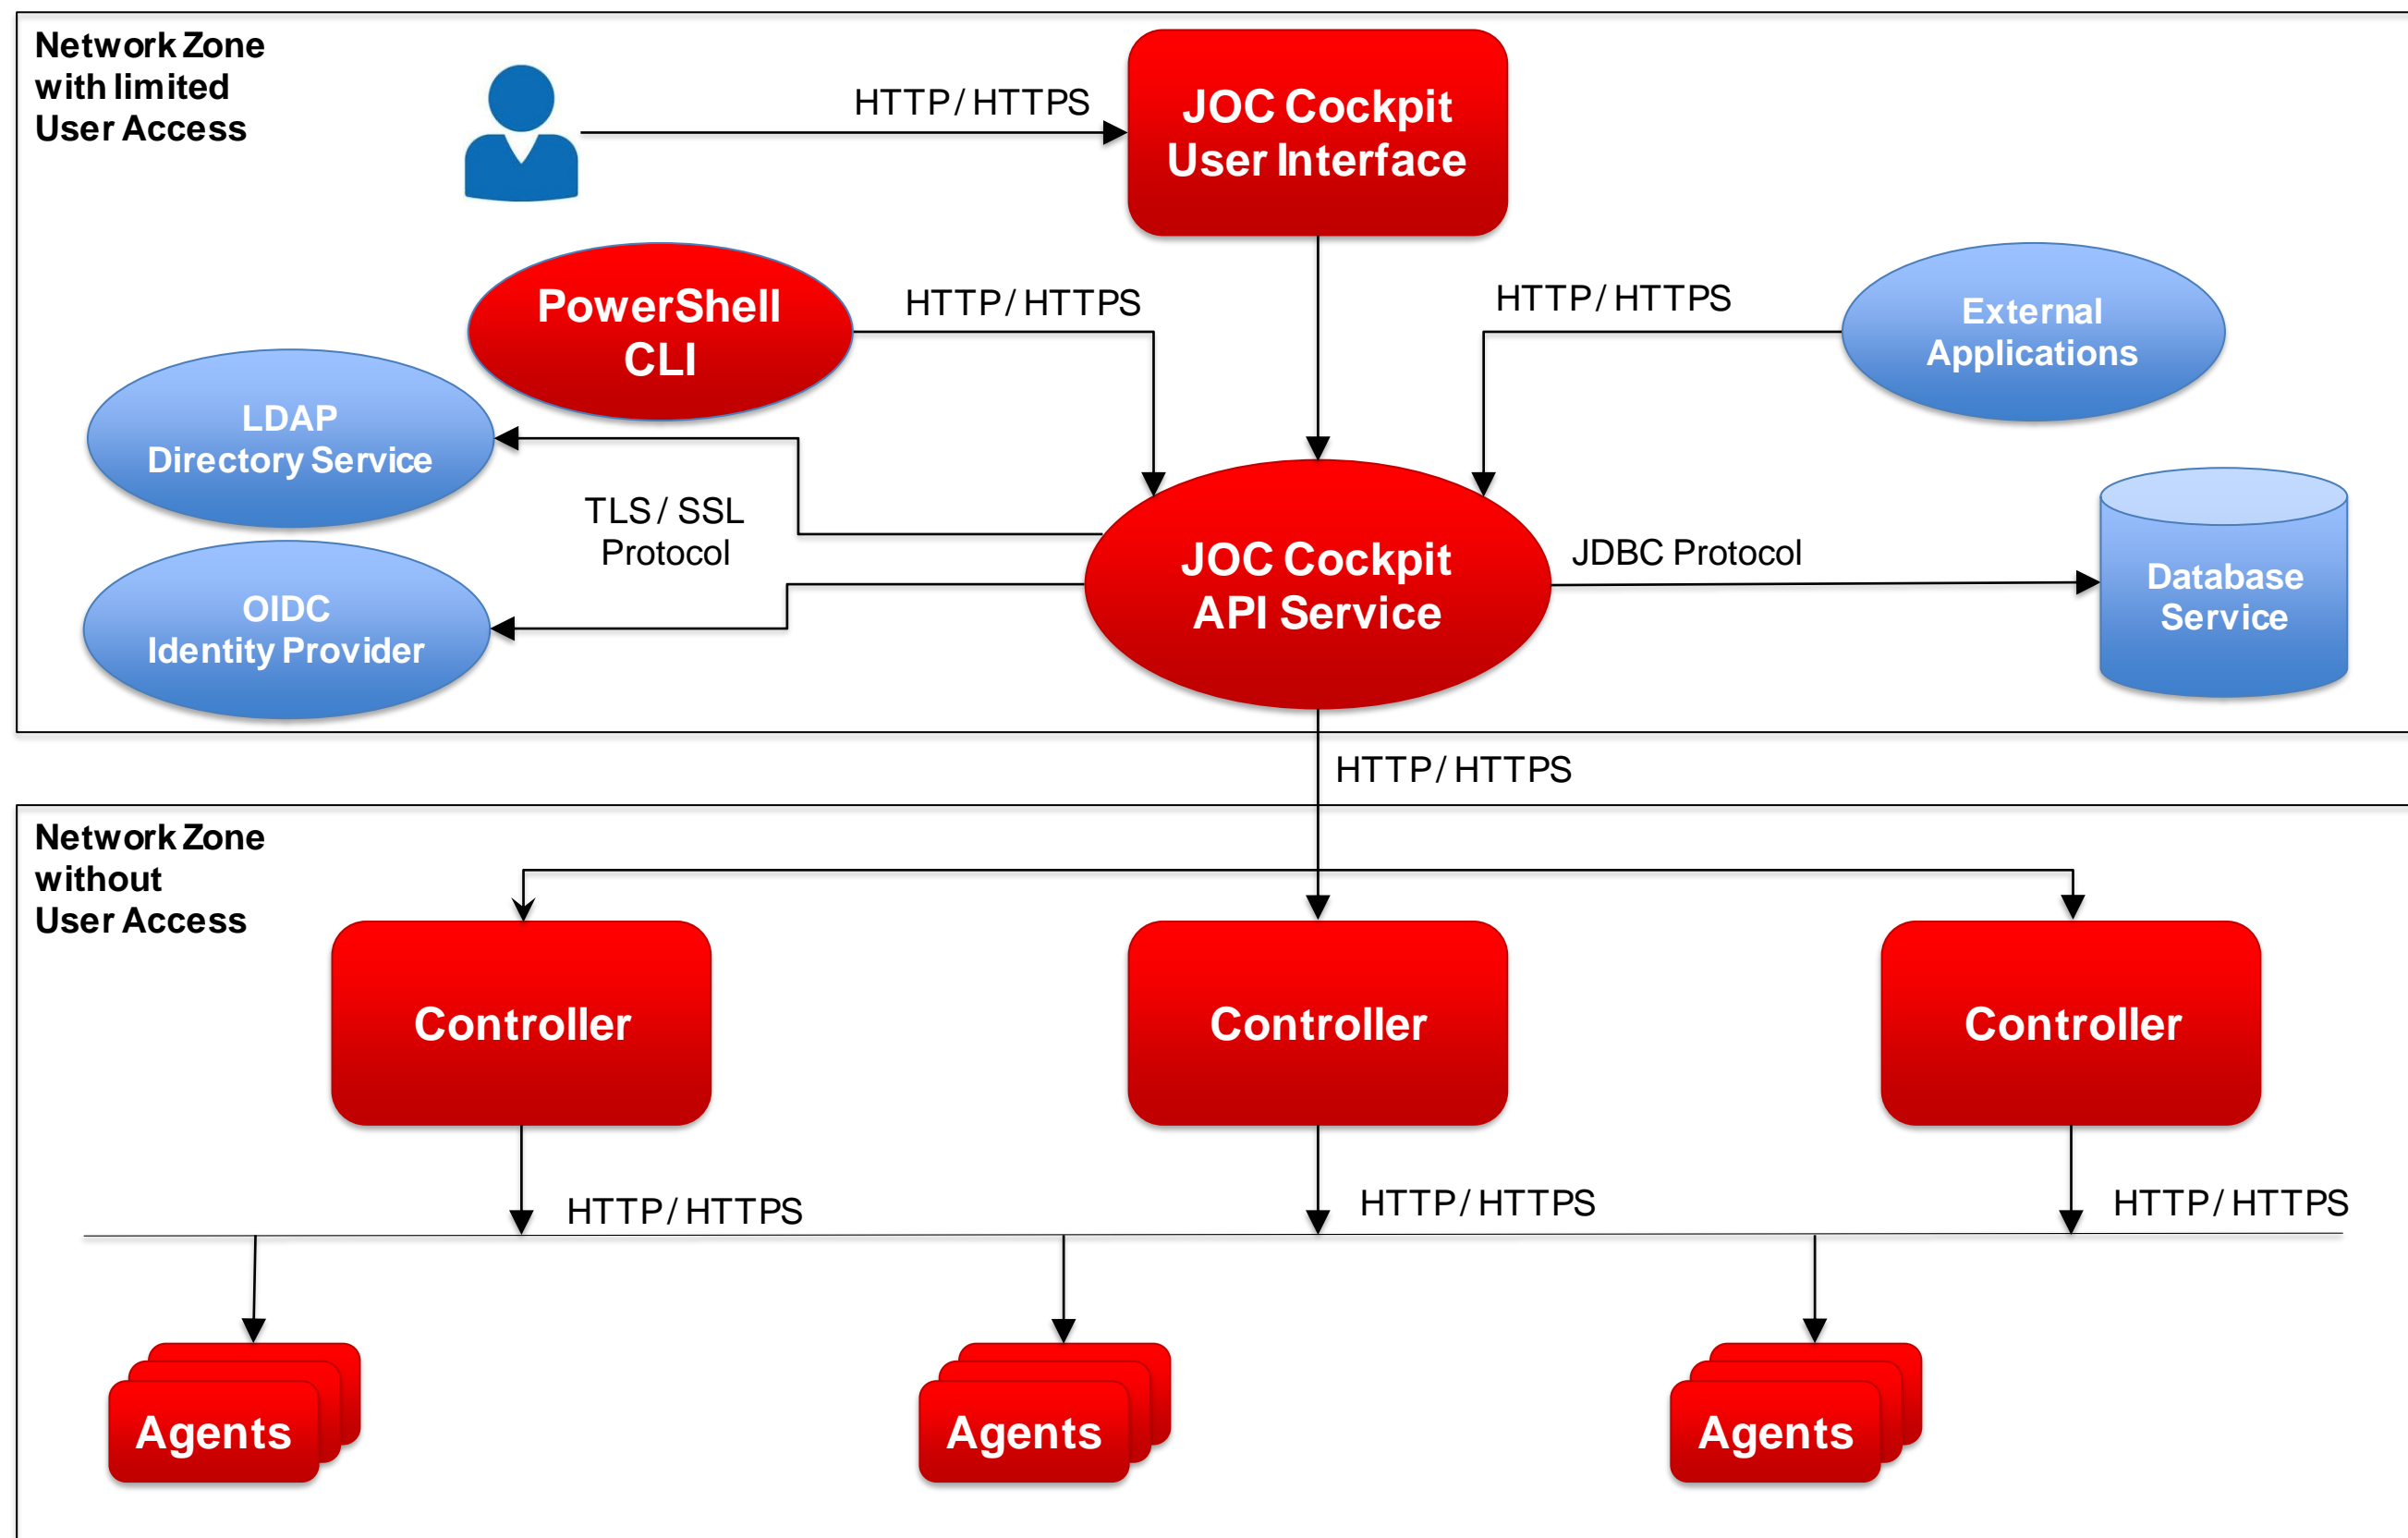 Network Zone
with limited
User Access
HTTP / HTTPS
JOC Cockpit
User Interface
PowerShell
CLI
HTTP / HTTPS
HTTP / HTTPS
External
Applications
LDAP
Directory Service
TLS / SSL
Protocol
OIDC
Identity Provider
JOC Cockpit
API Service
JDBC Protocol
Database
Service
HTTP / HTTPS
Network Zone
without
User Access
Controller
Controller
Controller
HTTP / HTTPS
HTTP / HTTPS
HTTP / HTTPS
Agents
Agents
Agents